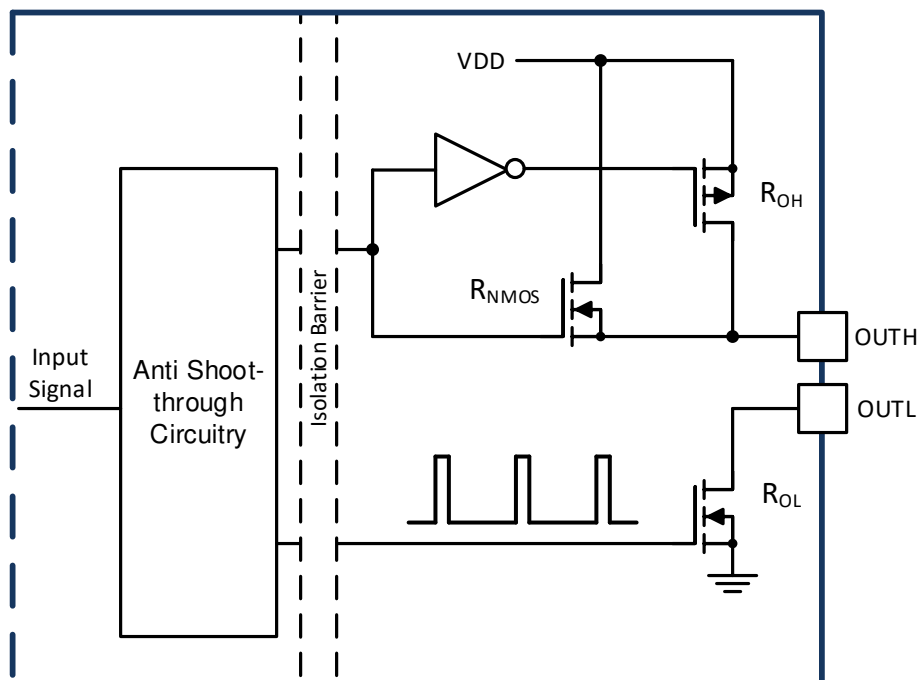 VDD
R_OH
R_NMOS
Isolation Barrier
OUTH
Input
Signal
Anti Shoot-
through
Circuitry
OUTL
R_OL